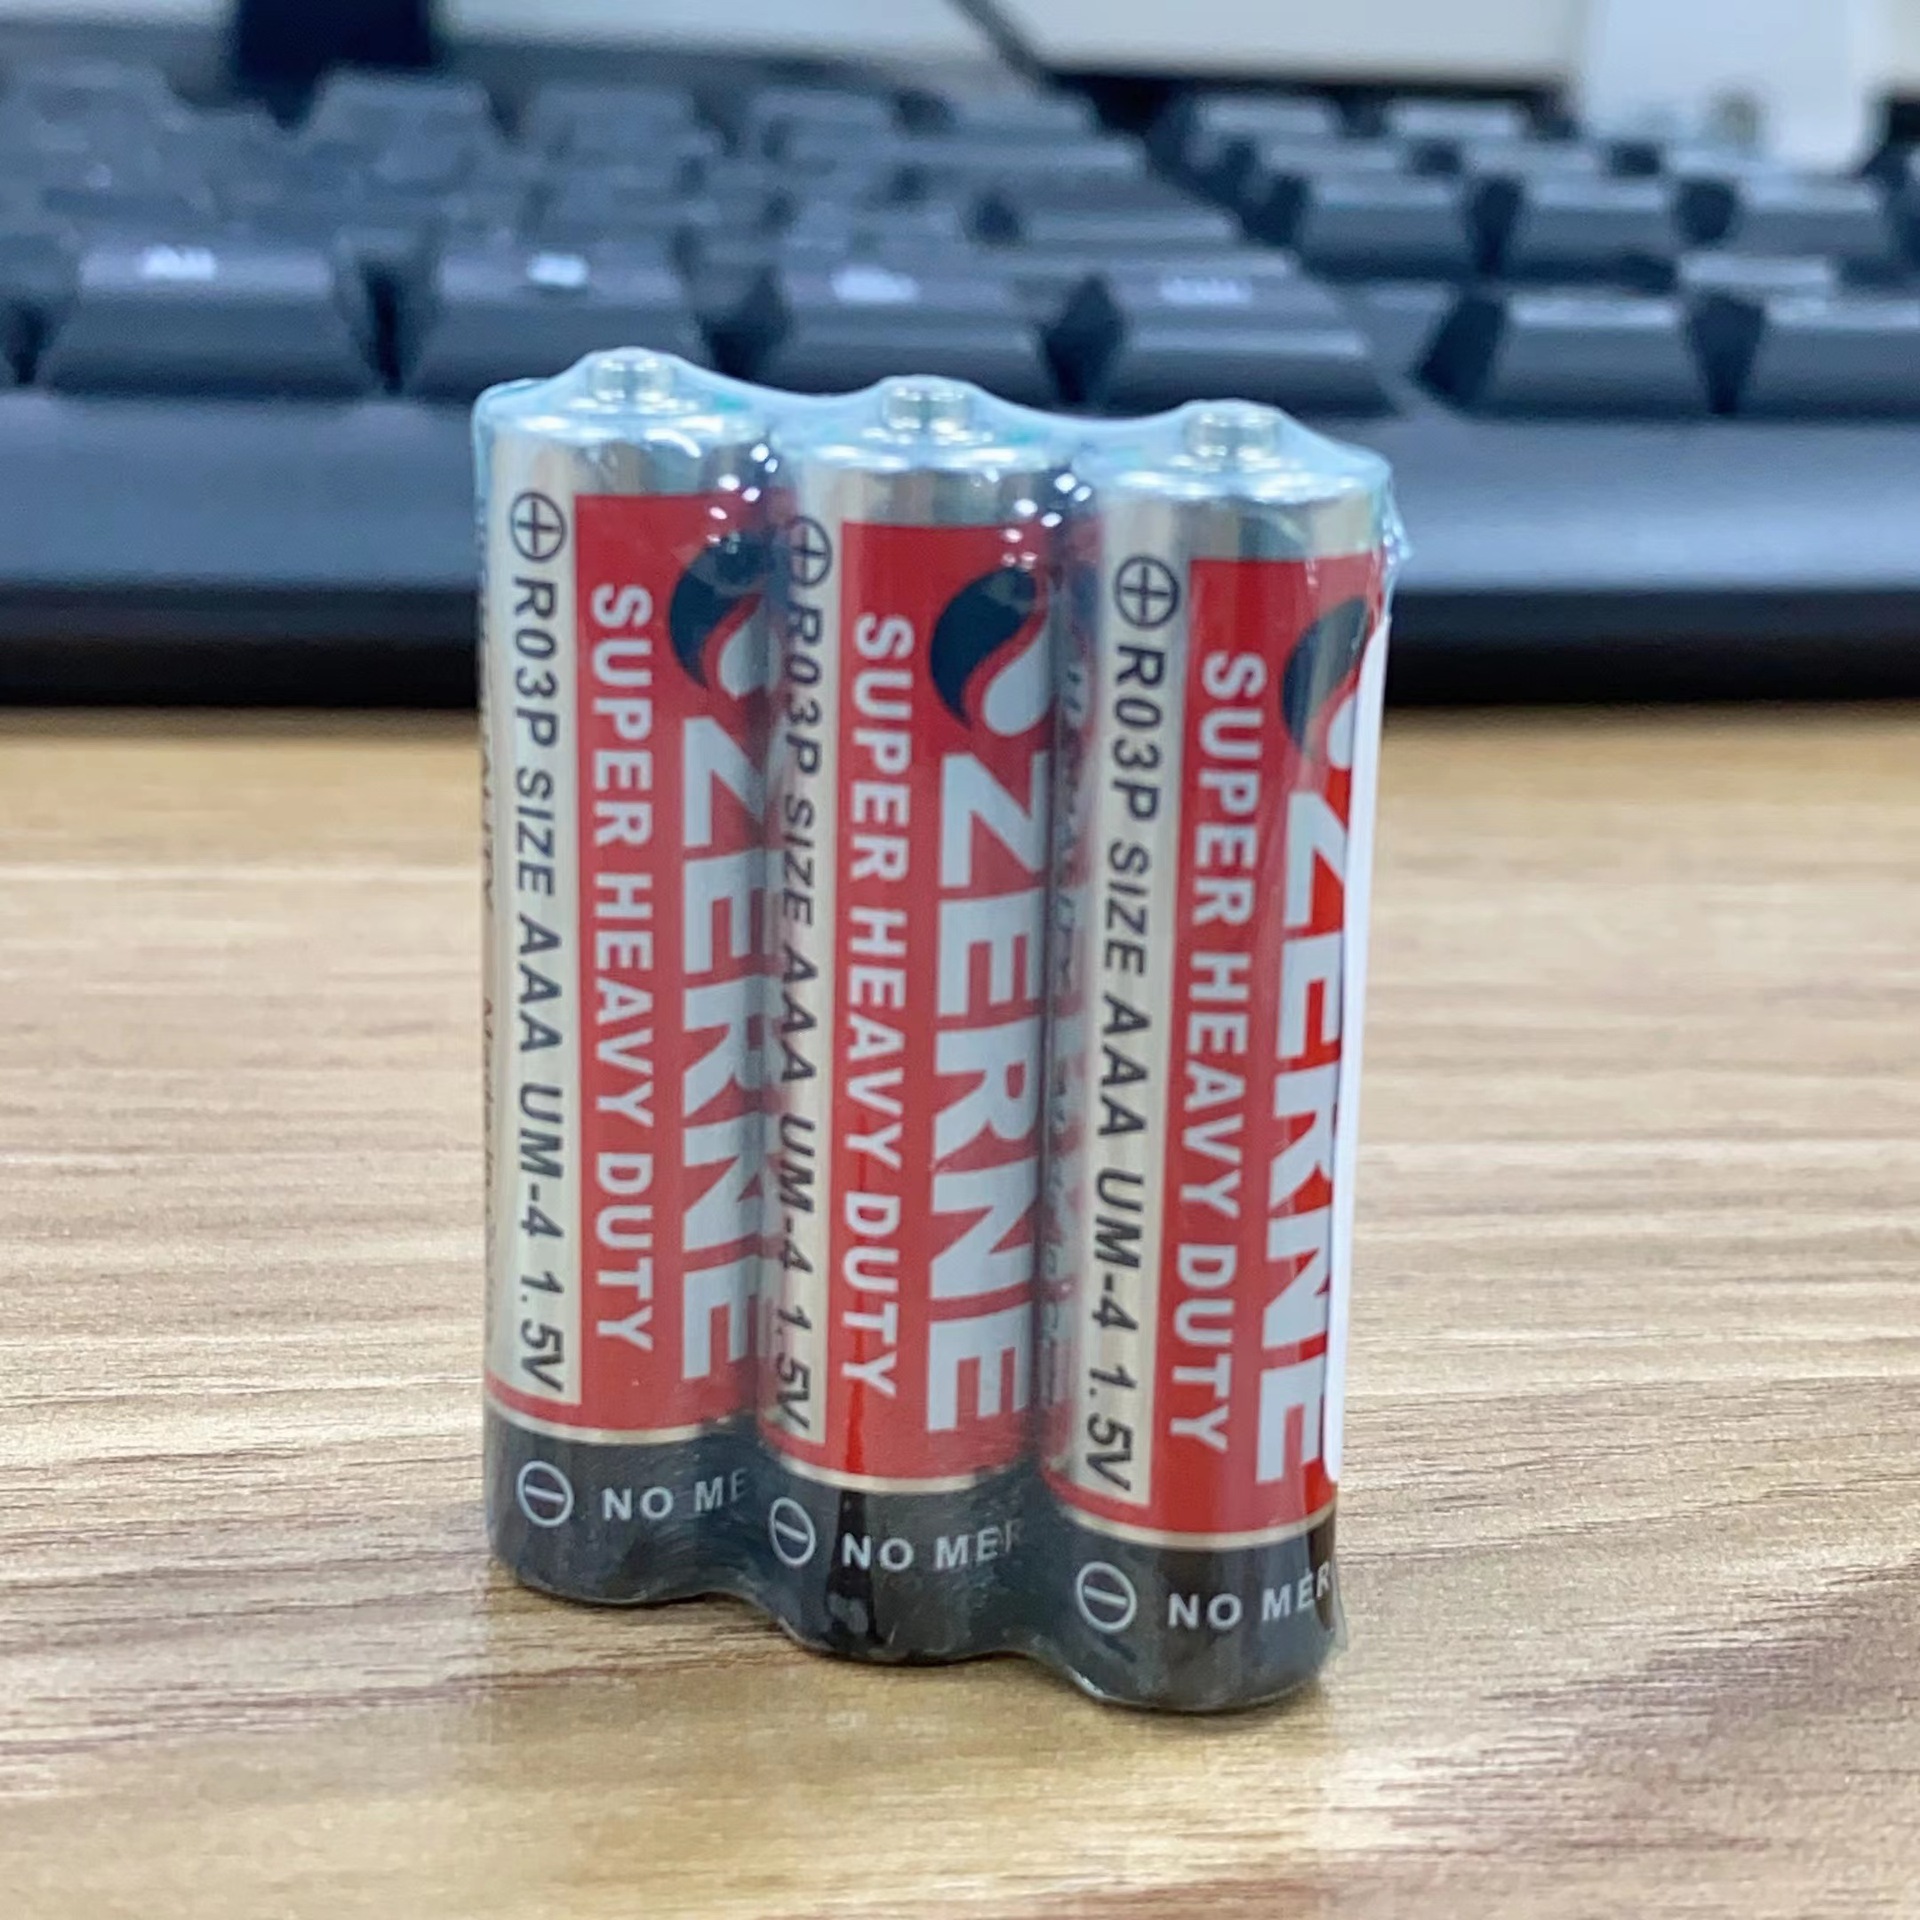 ⊕R03P SIZE AAA UM-4 1.5V
SUPER HEAVY DUTY
ZERNE
NO ME
⊕R03P SIZE AAA UM-4 1.5V
SUPER HEAVY DUTY
ZERNE
NO MER
⊕R03P SIZE AAA UM-4 1.5V
SUPER HEAVY DUTY
ZERNE
NO MER